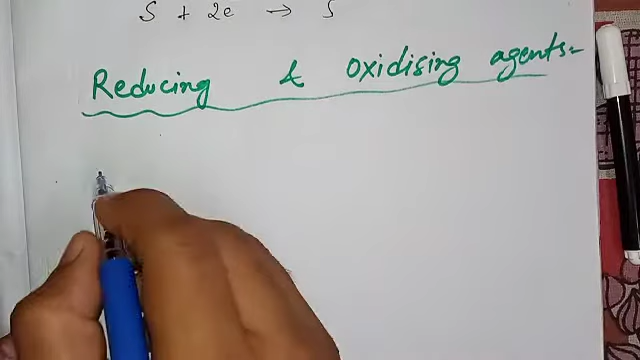 S + 2e → S
Reducing & oxidising agents:-